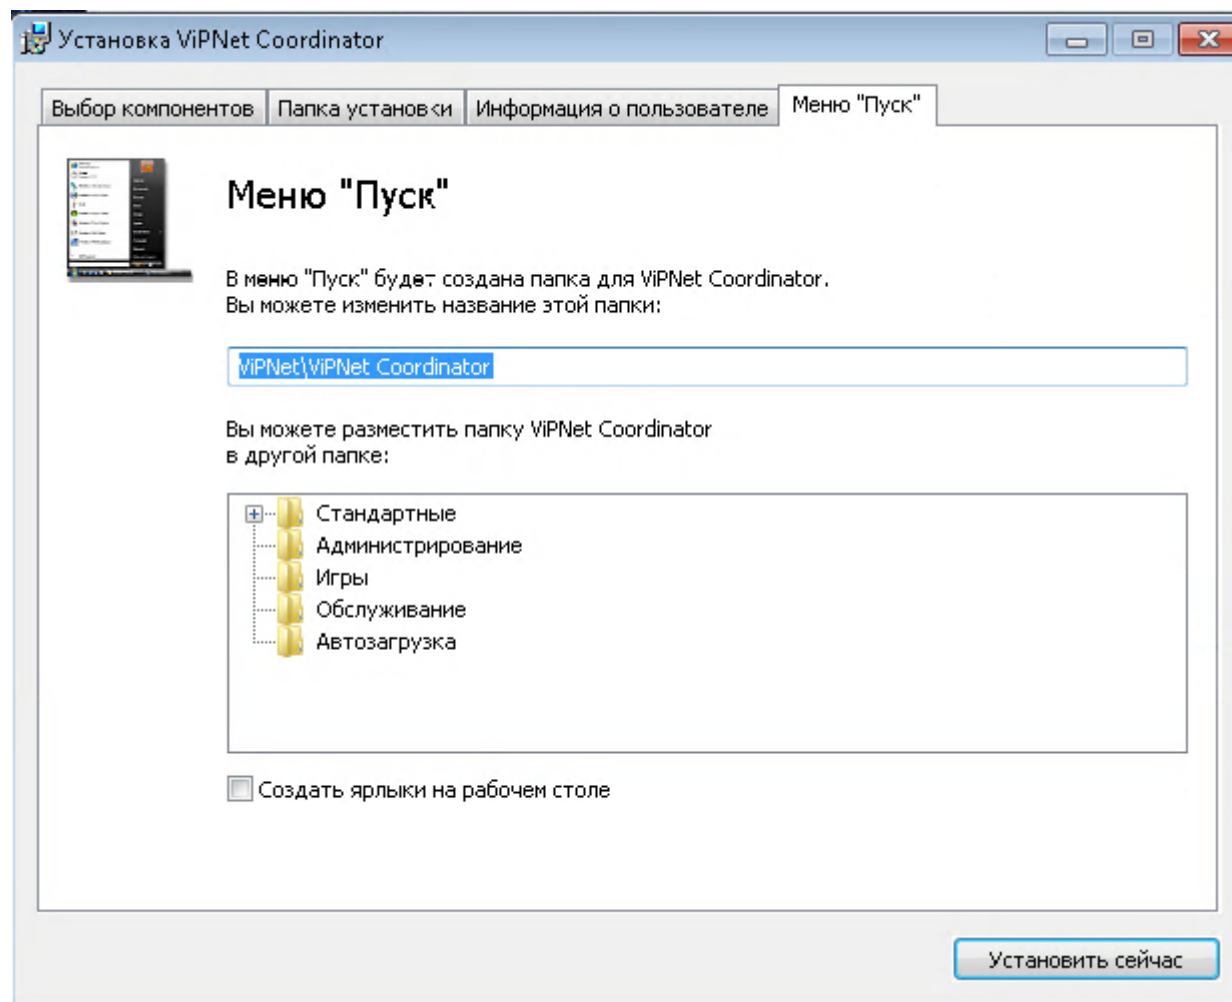 Установка ViPNet Coordinator
Выбор компонентов
Папка установки
Информация о пользователе
Меню "Пуск"
Меню "Пуск"
В меню "Пуск" будет создана папка для ViPNet Coordinator.
Вы можете изменить название этой папки:
ViPNet\ViPNet Coordinator
Вы можете разместить папку ViPNet Coordinator
в другой папке:
Стандартные
Администрирование
Игры
Обслуживание
Автозагрузка
Создать ярлыки на рабочем столе
Установить сейчас